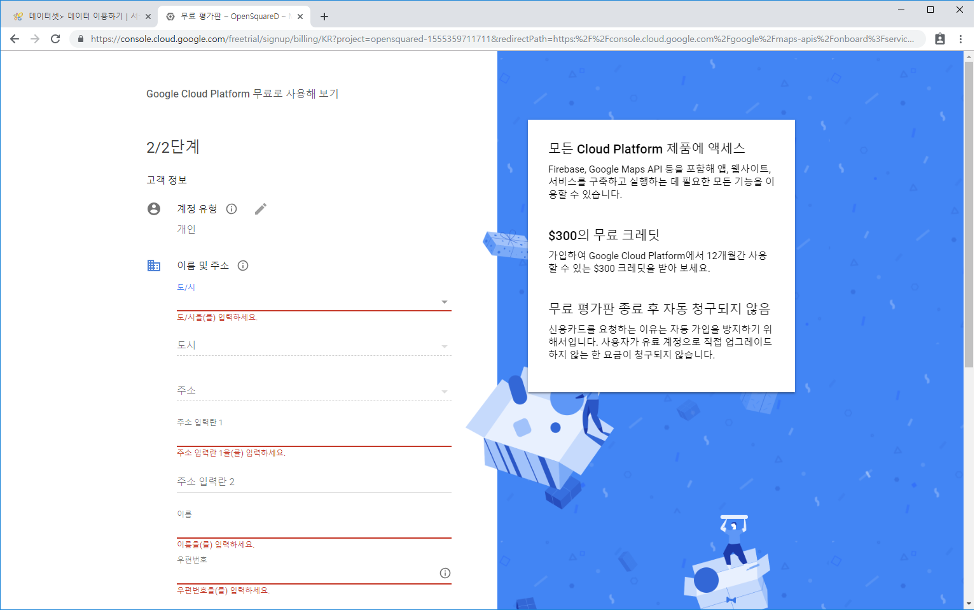 데이터셋> 데이터 이용하기 | 서
무료 평가판 – OpenSquareD –
https://console.cloud.google.com/freetrial/signup/billing/KR?project=opensquared-1555359711711&redirectPath=https:%2F%2Fconsole.cloud.google.com%2Fgoogle%2Fmaps-apis%2Fonboard%3Fservic...
Google Cloud Platform 무료로 사용해 보기
2/2단계
고객 정보
계정 유형
개인
이름 및 주소
도/시
도/시을(를) 입력하세요.
도시
주소
주소 입력란 1
주소 입력란 1을(를) 입력하세요.
주소 입력란 2
이름
이름을(를) 입력하세요.
우편번호
우편번호을(를) 입력하세요.
모든 Cloud Platform 제품에 액세스
Firebase, Google Maps API 등을 포함해 앱, 웹사이트,
서비스를 구축하고 실행하는 데 필요한 모든 기능을 이
용할 수 있습니다.
$300의 무료 크레딧
가입하여 Google Cloud Platform에서 12개월간 사용
할 수 있는 $300 크레딧을 받아 보세요.
무료 평가판 종료 후 자동 청구되지 않음
신용카드를 요청하는 이유는 자동 가입을 방지하기 위
해서입니다. 사용자가 유료 계정으로 직접 업그레이드
하지 않는 한 요금이 청구되지 않습니다.